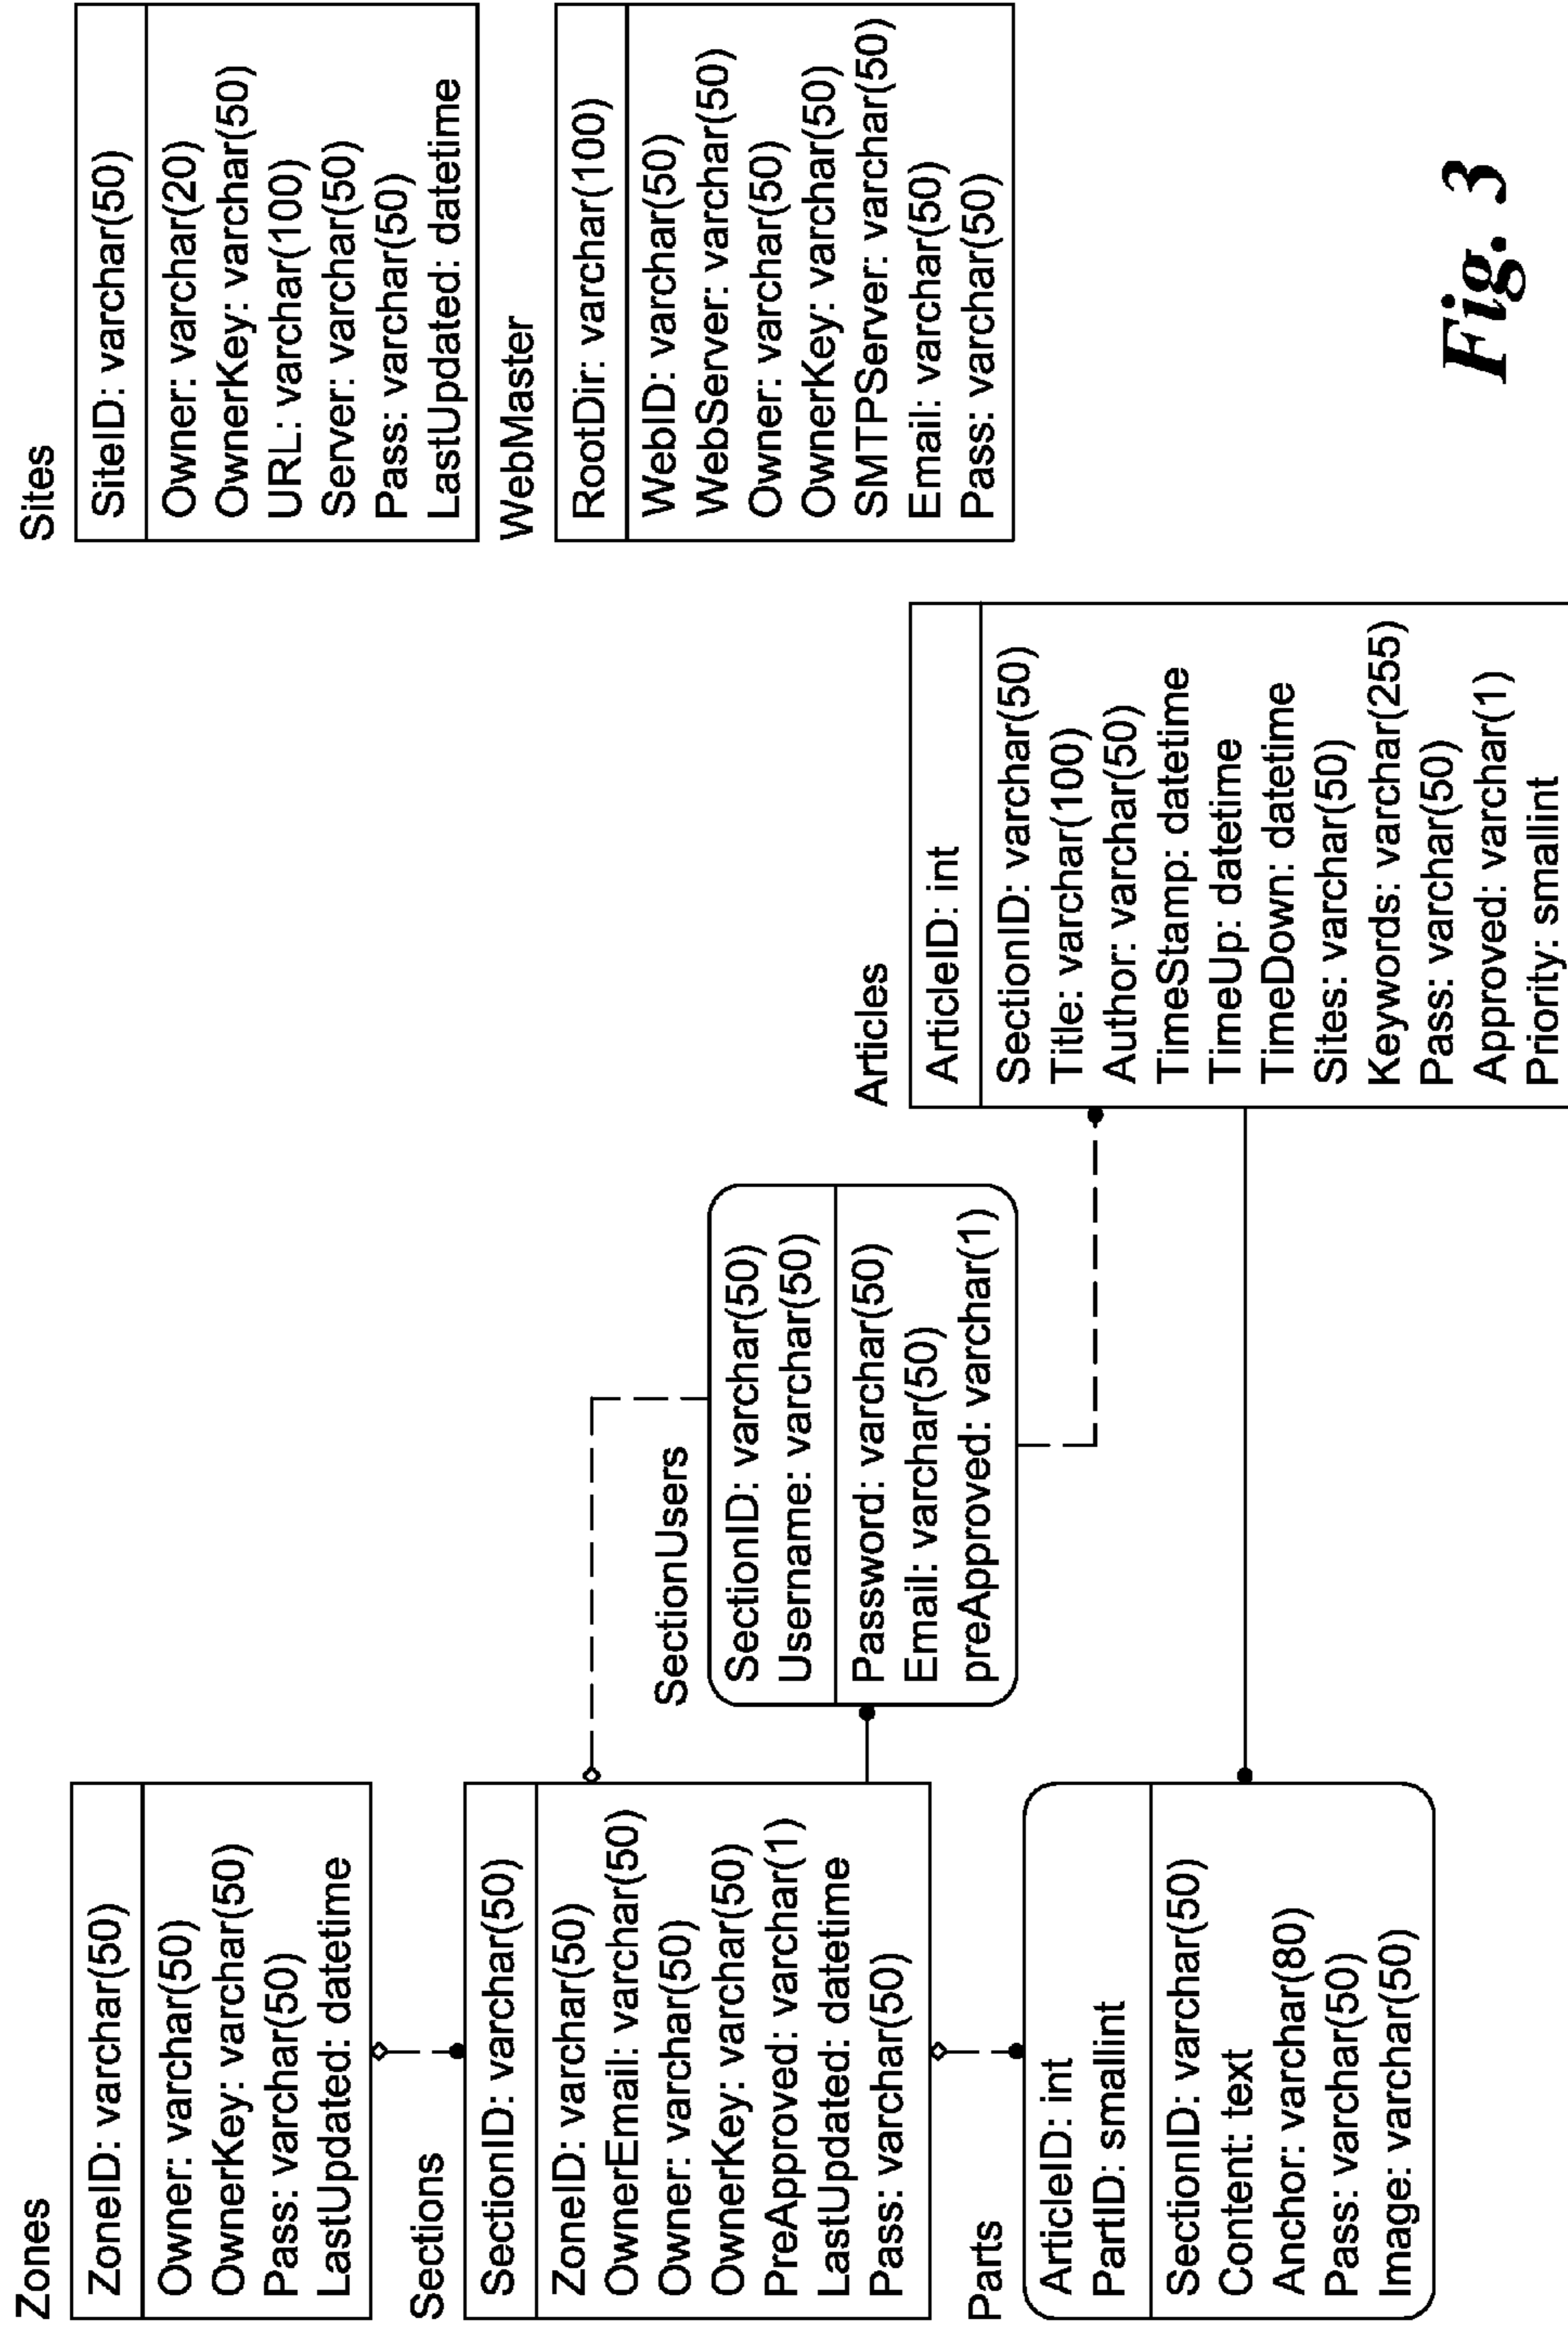 Zones
ZoneID: varchar(50)
Owner: varchar(50)
OwnerKey: varchar(50)
Pass: varchar(50)
LastUpdated: datetime
Sections
SectionID: varchar(50)
ZoneID: varchar(50)
OwnerEmail: varchar(50)
Owner: varchar(50)
OwnerKey: varchar(50)
PreApproved: varchar(1)
LastUpdated: datetime
Pass: varchar(50)
Parts
ArticleID: int
PartID: smallint
SectionID: varchar(50)
Content: text
Anchor: varchar(80)
Pass: varchar(50)
Image: varchar(50)
SectionUsers
SectionID: varchar(50)
Username: varchar(50)
Password: varchar(50)
Email: varchar(50)
preApproved: varchar(1)
Articles
ArticleID: int
SectionID: varchar(50)
Title: varchar(100)
Author: varchar(50)
TimeStamp: datetime
TimeUp: datetime
TimeDown: datetime
Sites: varchar(50)
Keywords: varchar(255)
Pass: varchar(50)
Approved: varchar(1)
Priority: smallint
Sites
SiteID: varchar(50)
Owner: varchar(20)
OwnerKey: varchar(50)
URL: varchar(100)
Server: varchar(50)
Pass: varchar(50)
LastUpdated: datetime
WebMaster
RootDir: varchar(100)
WebID: varchar(50)
WebServer: varchar(50)
Owner: varchar(50)
OwnerKey: varchar(50)
SMTPServer: varchar(50)
Email: varchar(50)
Pass: varchar(50)
Fig. 3